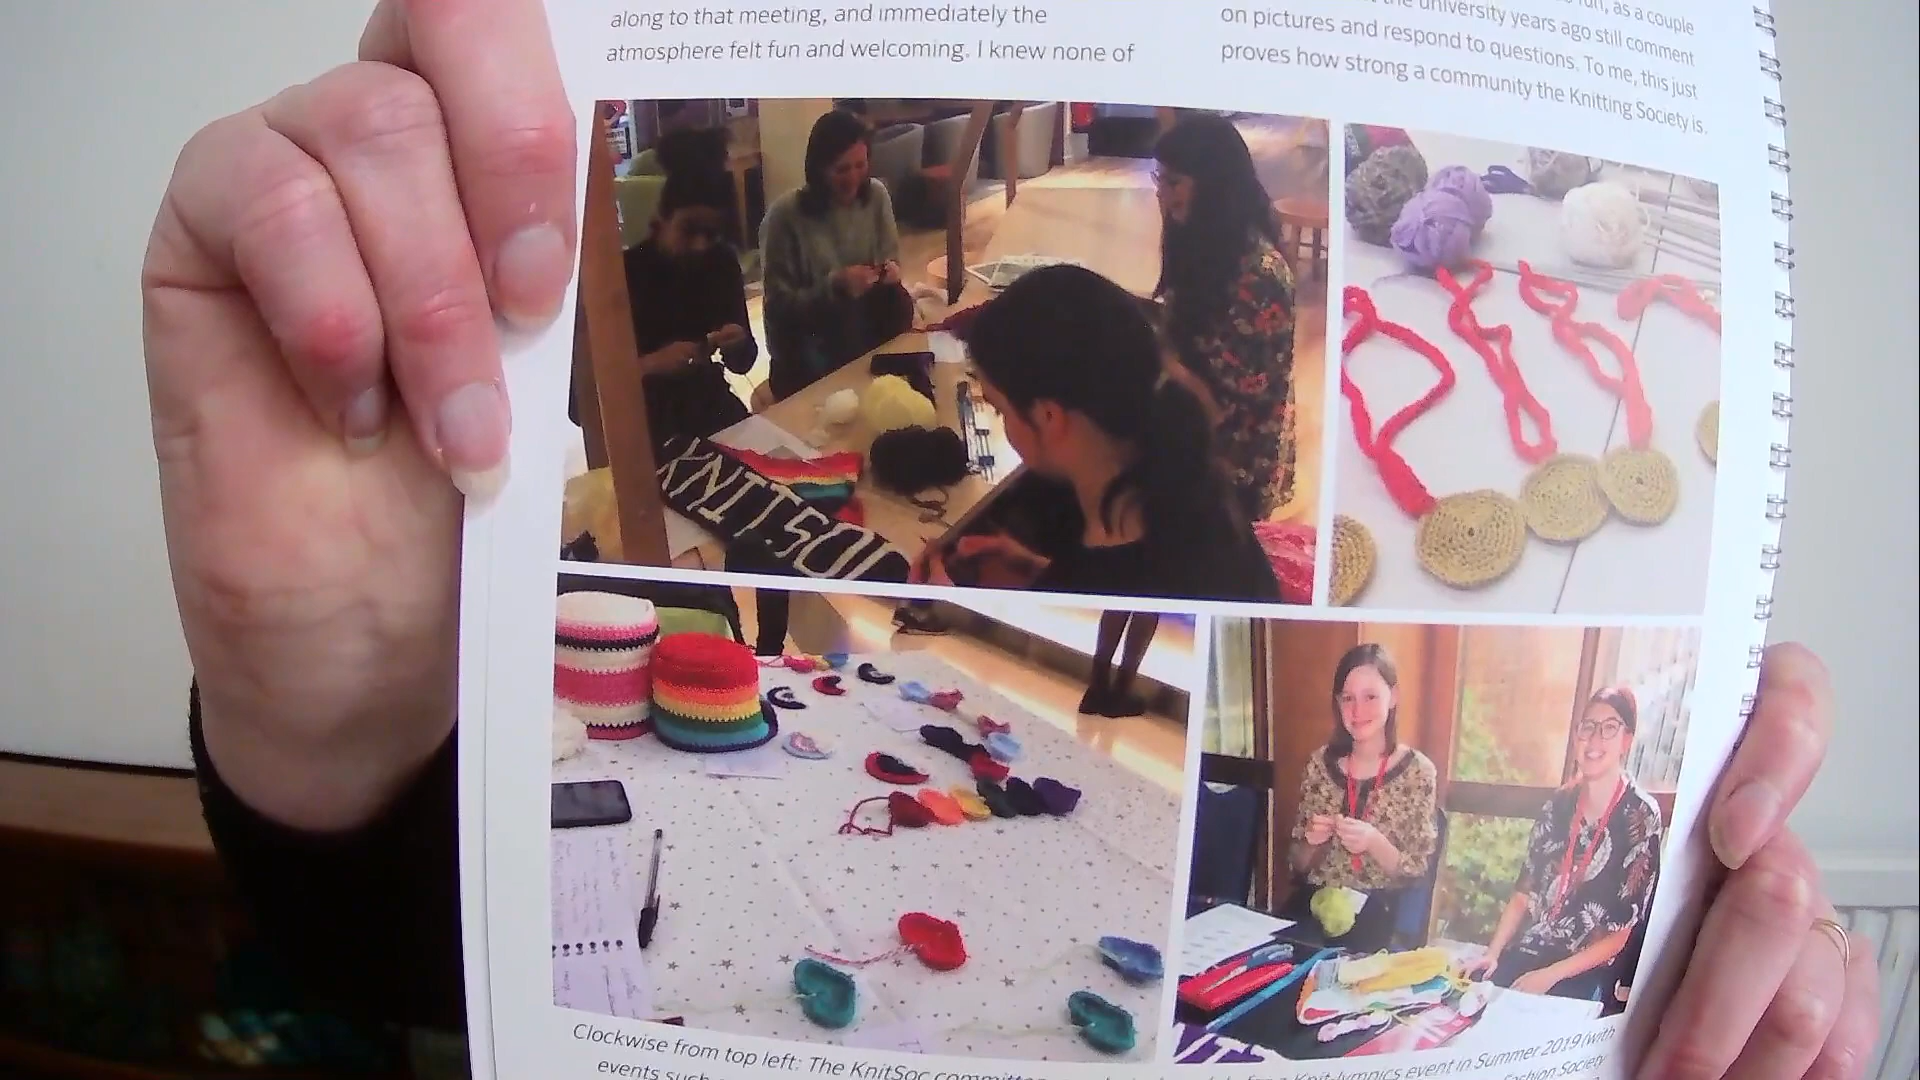 along to that meeting, and immediately the
atmosphere felt fun and welcoming. I knew none of
fun, as a couple
the university years ago still comment
on pictures and respond to questions. To me, this just
proves how strong a community the Knitting Society is.
KNIT.SOC
Clockwise from top left: The KnitSoc committee
for a Knit-lympics event in Summer 2019 (with
events such
Fashion Society